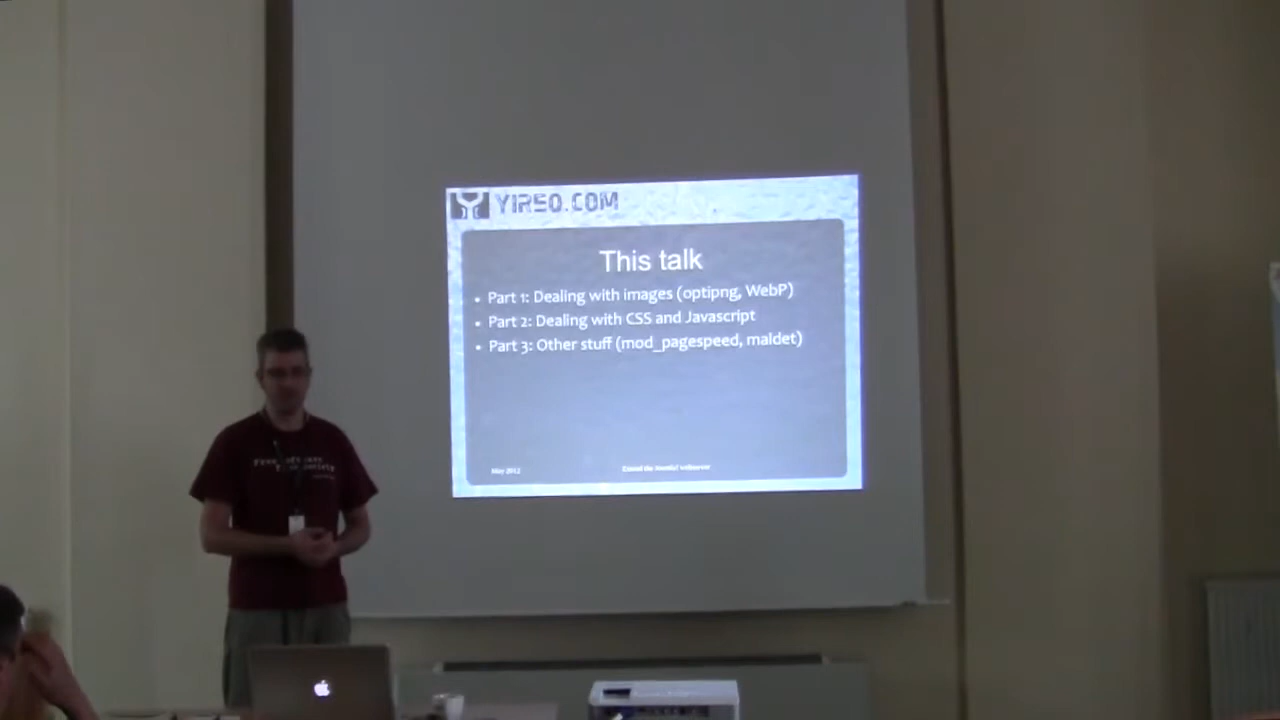 YIREO.COM
This talk
• Part 1: Dealing with images (optipng, WebP)
• Part 2: Dealing with CSS and Javascript
• Part 3: Other stuff (mod_pagespeed, maldet)
May 2012